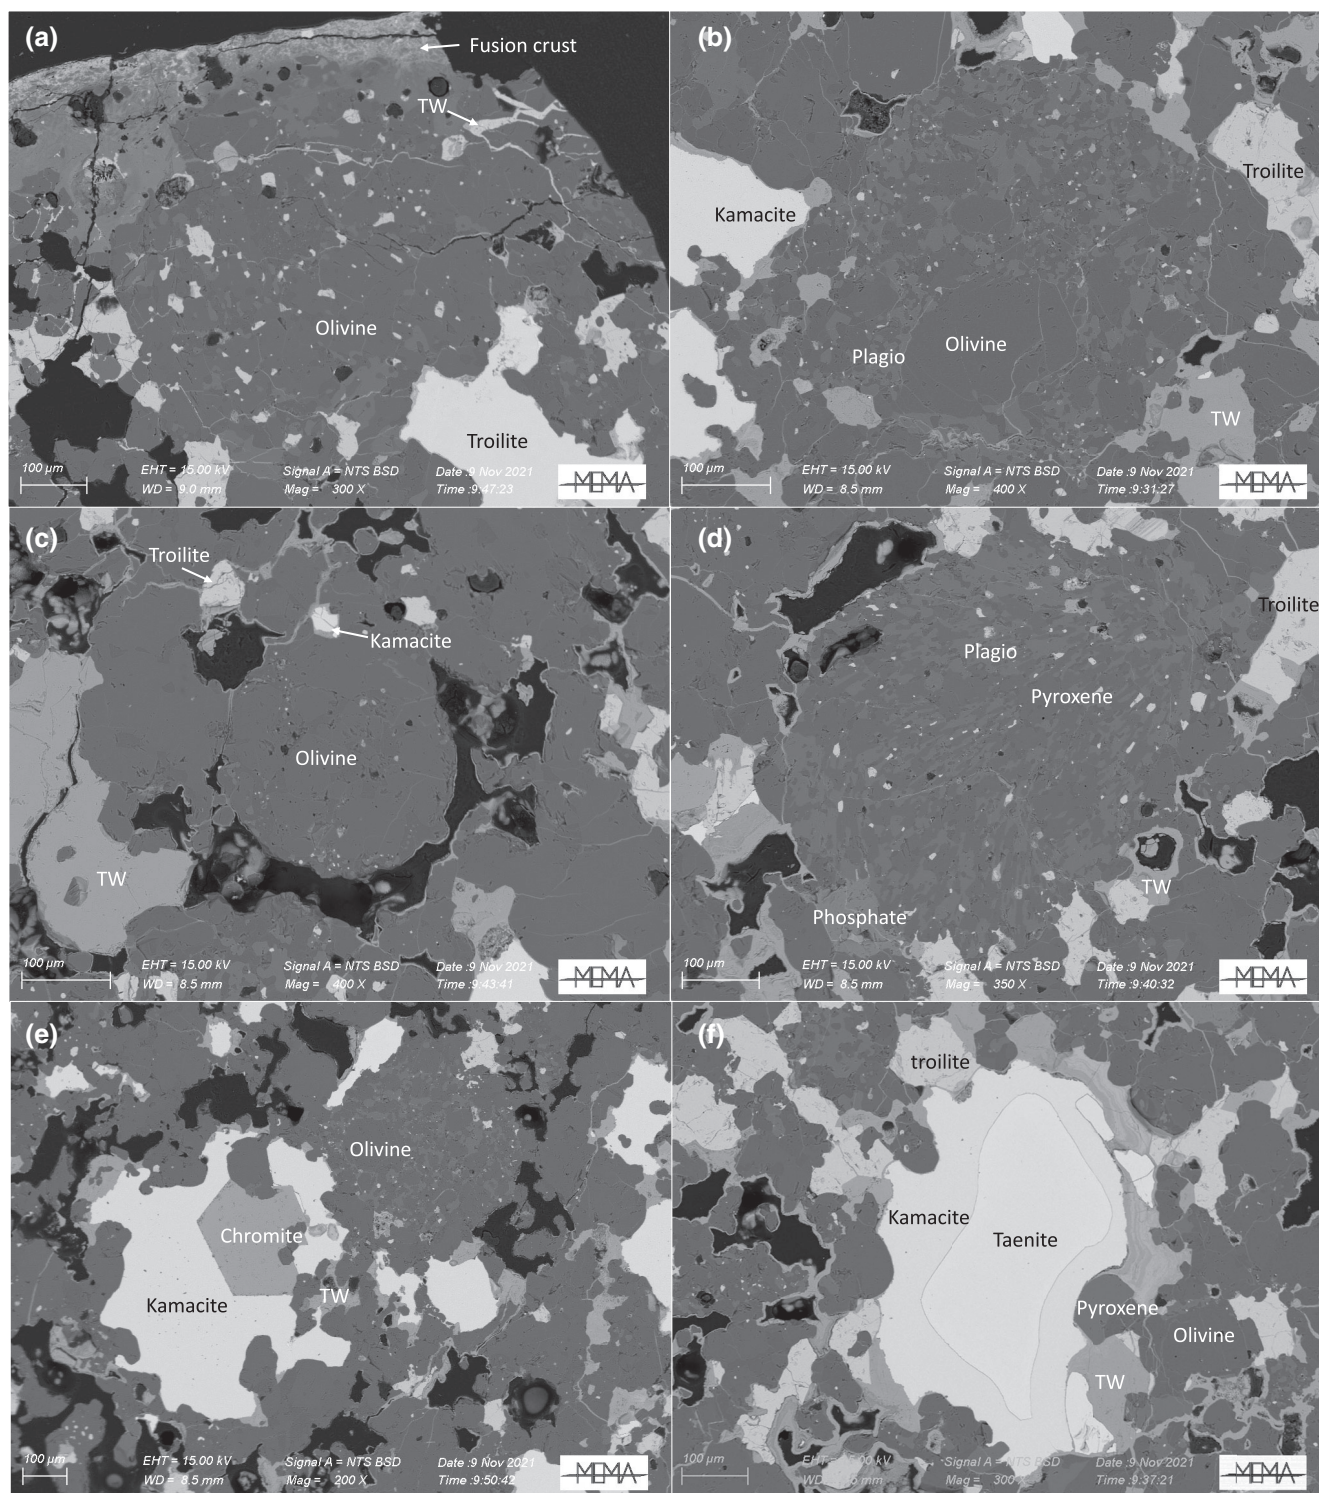 (a)
Fusion crust
TW
Olivine
Troilite
100 µm
EHT = 15.00 kV
WD = 9.0 mm
Signal A = NTS BSD
Mag = 300 X
Date :9 Nov 2021
Time :9:47:23
MEMA
(b)
Kamacite
Troilite
Plagio
Olivine
TW
100 µm
EHT = 15.00 kV
WD = 8.5 mm
Signal A = NTS BSD
Mag = 400 X
Date :9 Nov 2021
Time :9:31:27
MEMA
(c)
Troilite
Kamacite
Olivine
TW
100 µm
EHT = 15.00 kV
WD = 8.5 mm
Signal A = NTS BSD
Mag = 400 X
Date :9 Nov 2021
Time :9:43:41
MEMA
(d)
Troilite
Plagio
Pyroxene
TW
Phosphate
100 µm
EHT = 15.00 kV
WD = 8.5 mm
Signal A = NTS BSD
Mag = 350 X
Date :9 Nov 2021
Time :9:40:32
MEMA
(e)
Olivine
Chromite
Kamacite
TW
100 µm
EHT = 15.00 kV
WD = 8.5 mm
Signal A = NTS BSD
Mag = 200 X
Date :9 Nov 2021
Time :9:50:42
MEMA
(f)
troilite
Kamacite
Taenite
Pyroxene
Olivine
TW
100 µm
EHT = 15.00 kV
WD = 8.5 mm
Signal A = NTS BSD
Mag = 300 X
Date :9 Nov 2021
Time :9:37:21
MEMA